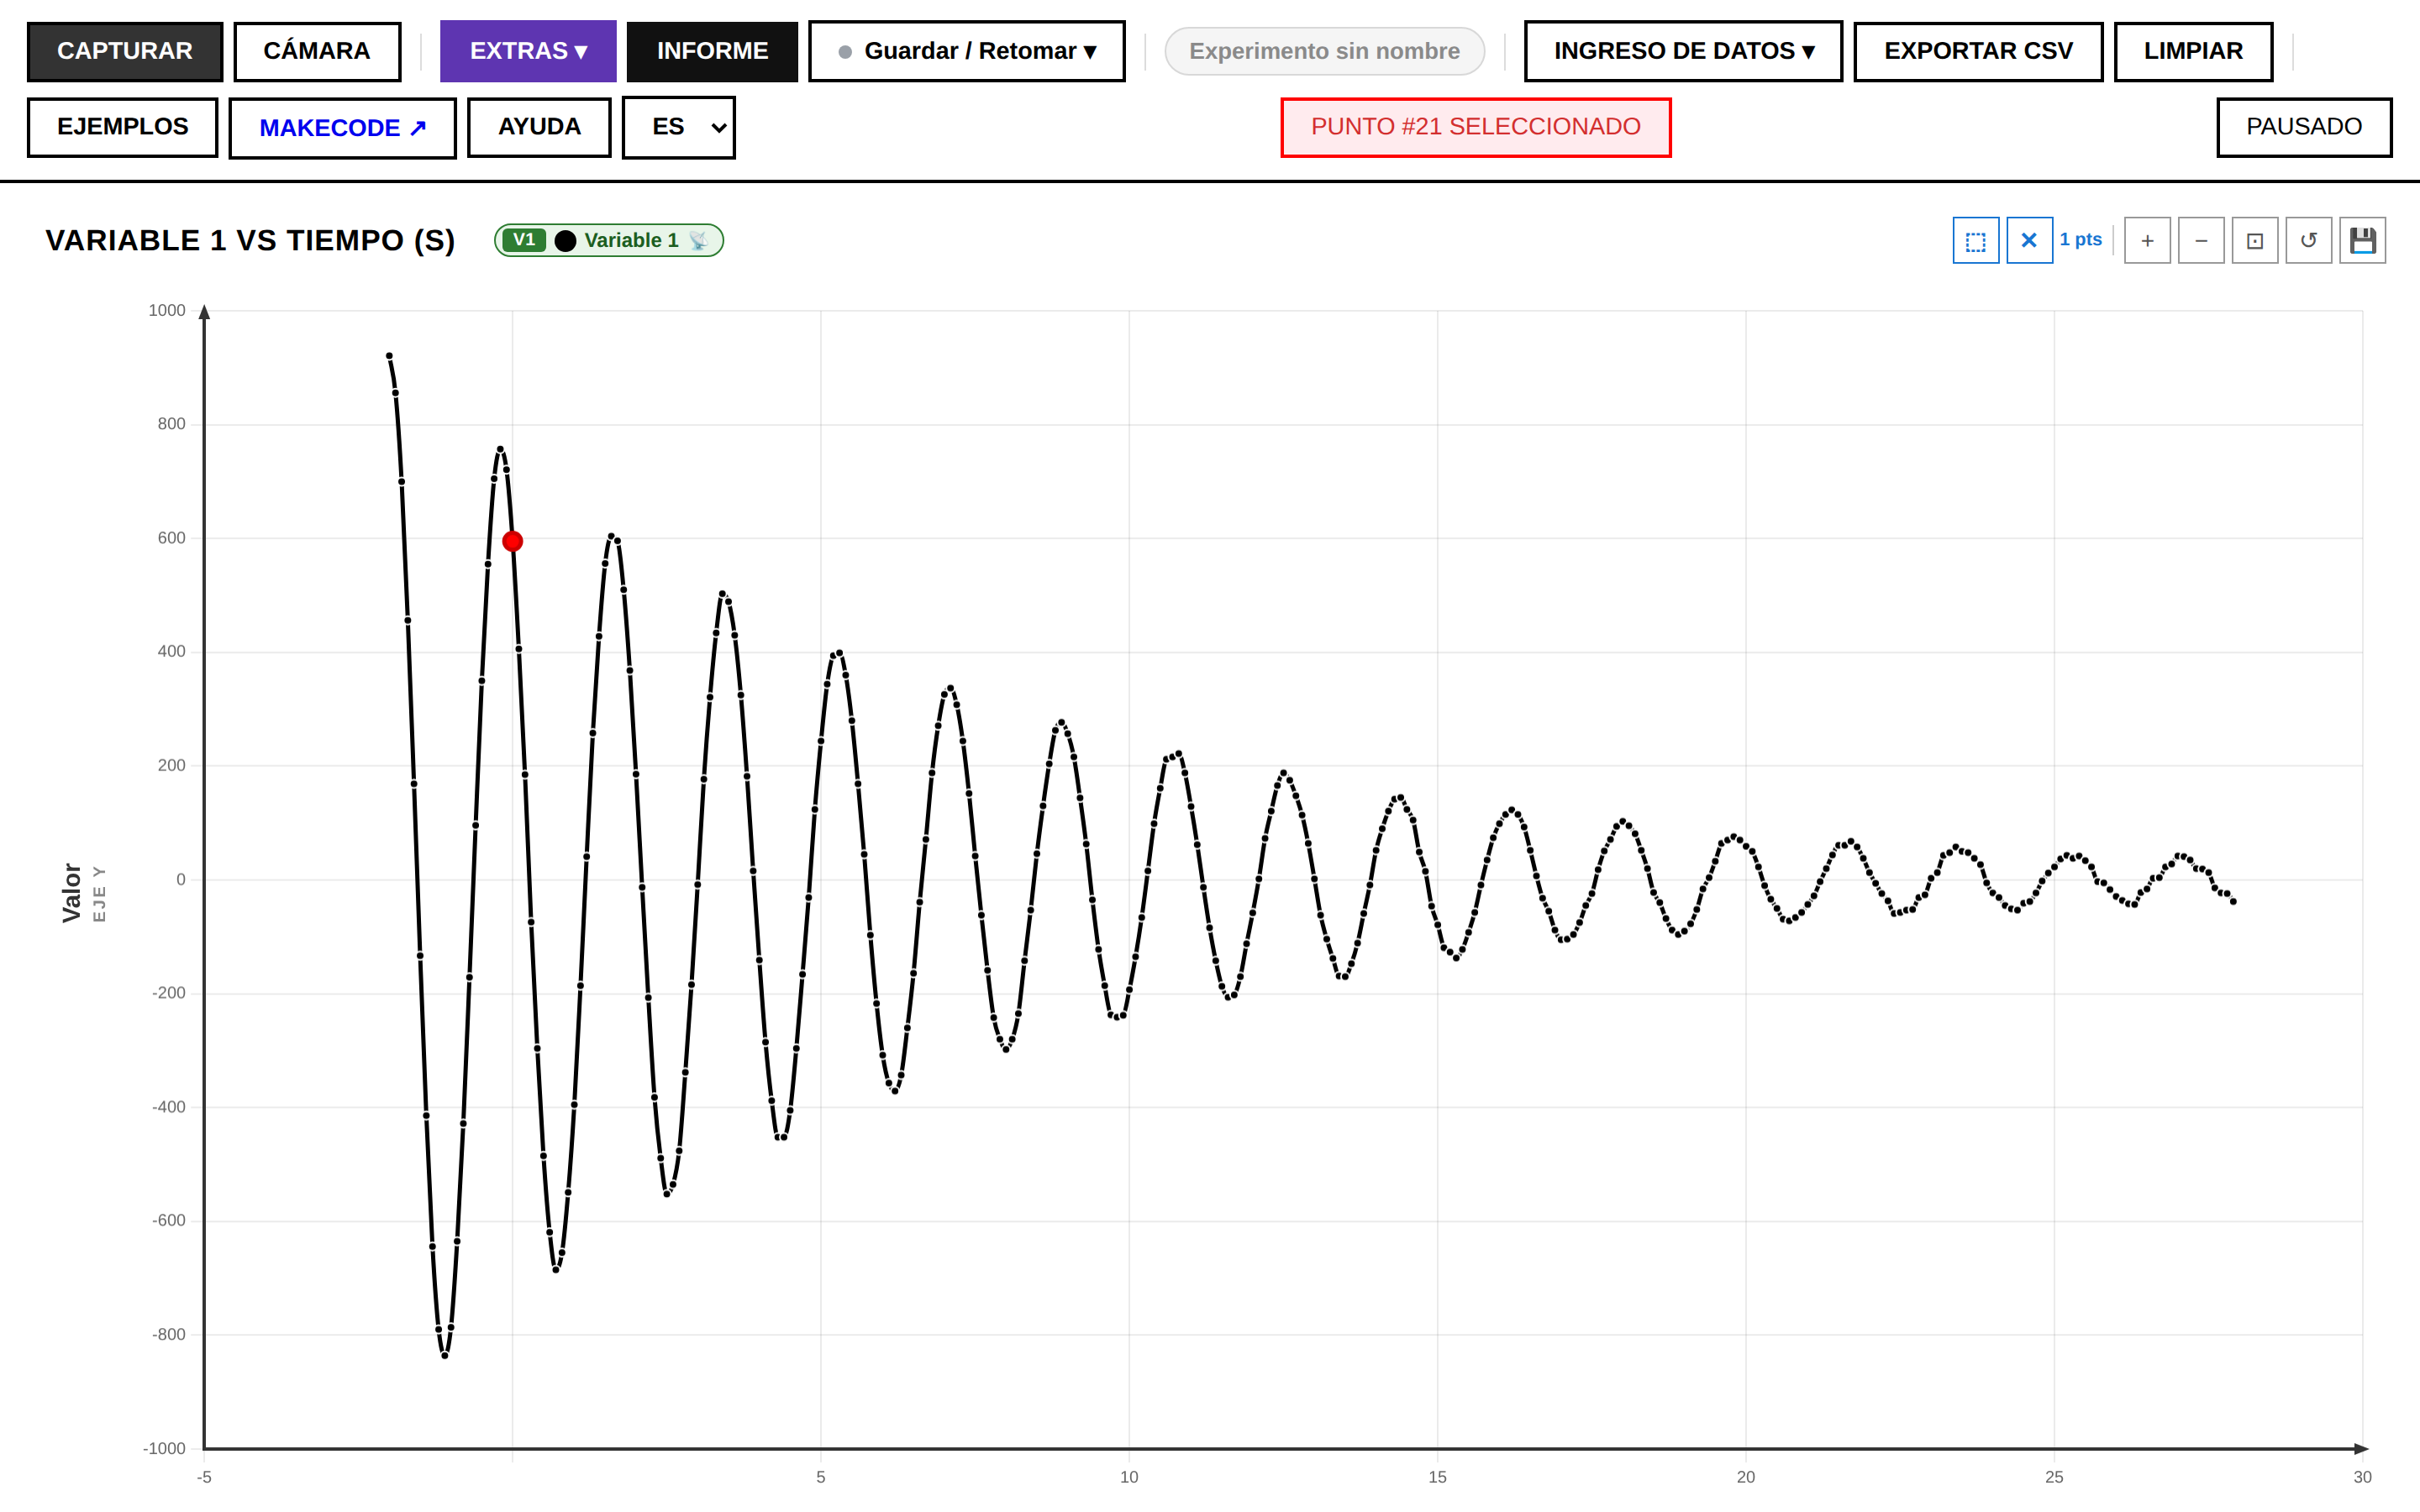 CAPTURAR CÁMARA EXTRAS ▾ INFORME Guardar / Retomar ▾ Experimento sin nombre INGRESO DE DATOS ▾ EXPORTAR CSV LIMPIAR
EJEMPLOS MAKECODE ↗ AYUDA ES PUNTO #21 SELECCIONADO PAUSADO
VARIABLE 1 VS TIEMPO (S) V1 Variable 1 1 pts + −
1000
800
600
400
200
0
-200
-400
-600
-800
-1000
Valor
EJE Y
-5 5 10 15 20 25 30